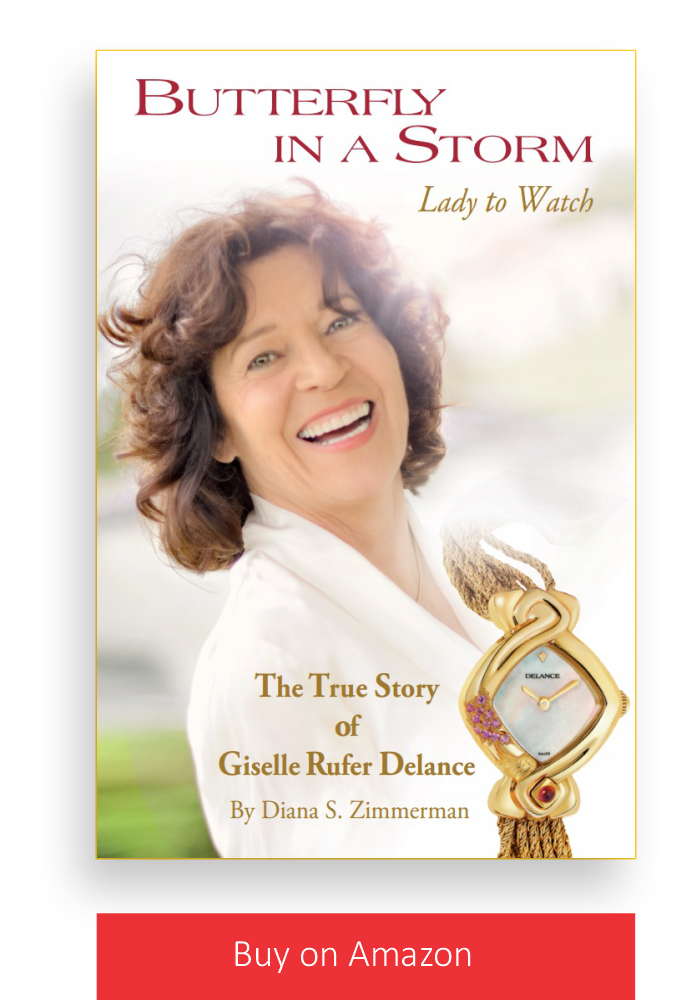 Butterfly
in a Storm
Lady to Watch
DELANCE
The True Story
of
Giselle Rufer Delance
By Diana S. Zimmerman
Buy on Amazon